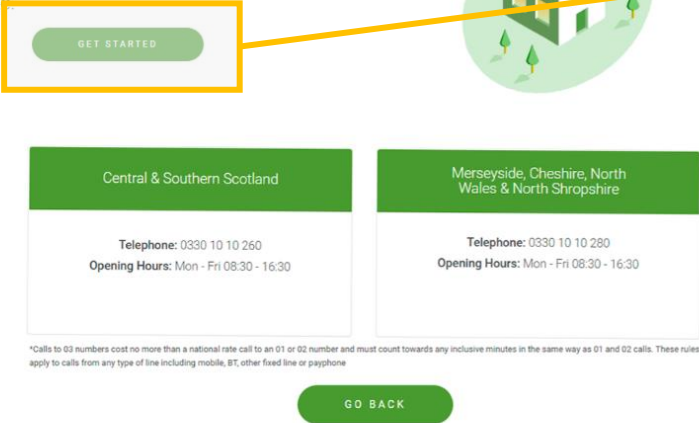 GET STARTED
Central & Southern Scotland
Telephone: 0330 10 10 260
Opening Hours: Mon - Fri 08:30 - 16:30
Merseyside, Cheshire, North
Wales & North Shropshire
Telephone: 0330 10 10 280
Opening Hours: Mon - Fri 08:30 - 16:30
*Calls to 03 numbers cost no more than a national rate call to an 01 or 02 number and must count towards any inclusive minutes in the same way as 01 and 02 calls. These rules
apply to calls from any type of line including mobile, BT, other fixed line or payphone
GO BACK